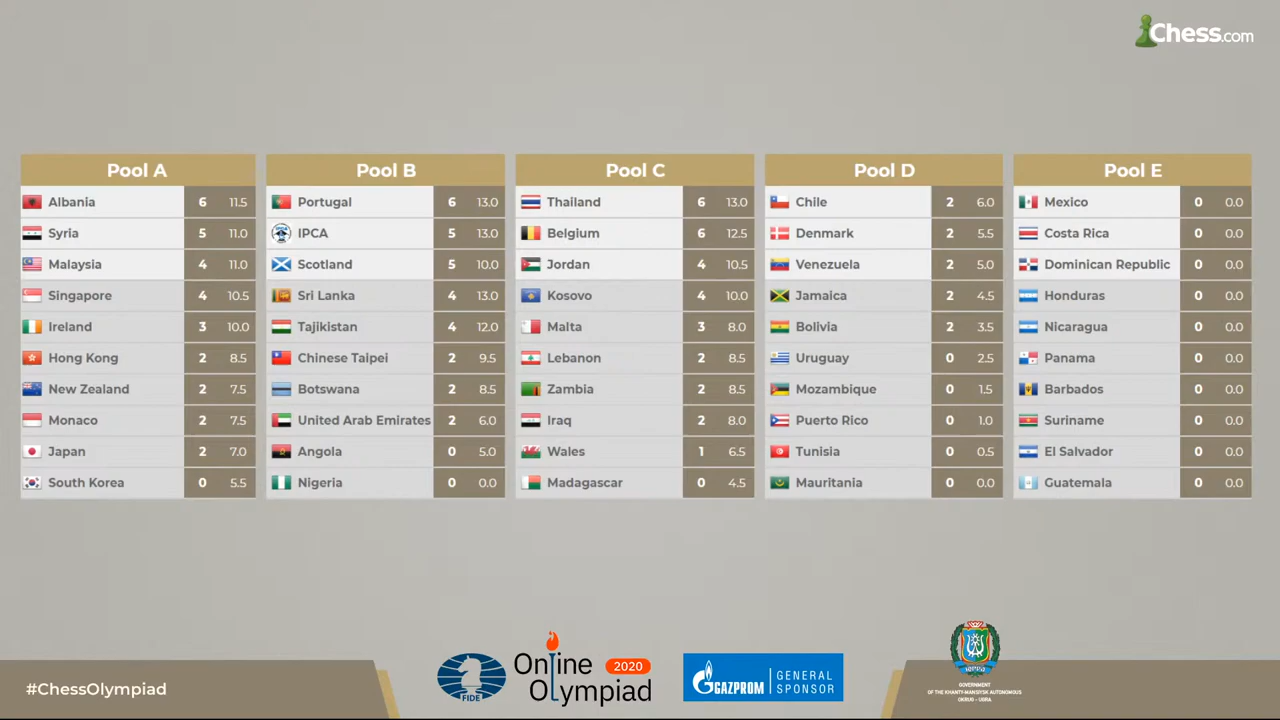 Chess.com
Pool A Pool B Pool C Pool D Pool E
Albania 6 11.5 Portugal 6 13.0 Thailand 6 13.0 Chile 2 6.0 Mexico 0 0.0
Syria 5 11.0 IPCA 5 13.0 Belgium 6 12.5 Denmark 2 5.5 Costa Rica 0 0.0
Malaysia 4 11.0 Scotland 5 10.0 Jordan 4 10.5 Venezuela 2 5.0 Dominican Republic 0 0.0
Singapore 4 10.5 Sri Lanka 4 13.0 Kosovo 4 10.0 Jamaica 2 4.5 Honduras 0 0.0
Ireland 3 10.0 Tajikistan 4 12.0 Malta 3 8.0 Bolivia 2 3.5 Nicaragua 0 0.0
Hong Kong 2 8.5 Chinese Taipei 2 9.5 Lebanon 2 8.5 Uruguay 0 2.5 Panama 0 0.0
New Zealand 2 7.5 Botswana 2 8.5 Zambia 2 8.5 Mozambique 0 1.5 Barbados 0 0.0
Monaco 2 7.5 United Arab Emirates 2 6.0 Iraq 2 8.0 Puerto Rico 0 1.0 Suriname 0 0.0
Japan 2 7.0 Angola 0 5.0 Wales 1 6.5 Tunisia 0 0.5 El Salvador 0 0.0
South Korea 0 5.5 Nigeria 0 0.0 Madagascar 0 4.5 Mauritania 0 0.0 Guatemala 0 0.0
#ChessOlympiad
FIDE
Online 2020
Olympiad
GAZPROM
GENERAL
SPONSOR
GOVERNMENT
OF THE KHANTY-MANSIYSK AUTONOMOUS
OKRUG – UGRA